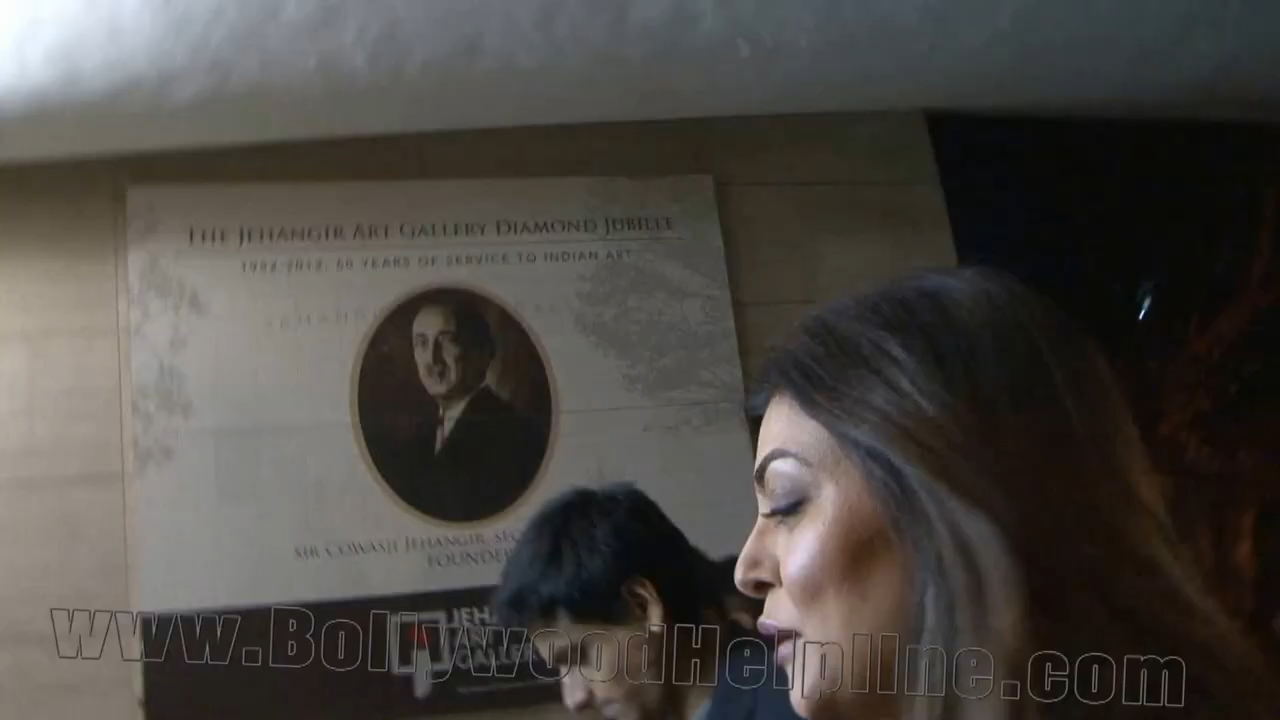 THE JEHANGIR ART GALLERY DIAMOND JUBILEE
1952-2012: 60 YEARS OF SERVICE TO INDIAN ART
SIR COWASJI JEHANGIR,
FOUNDER
www.BollywoodHelpline.com